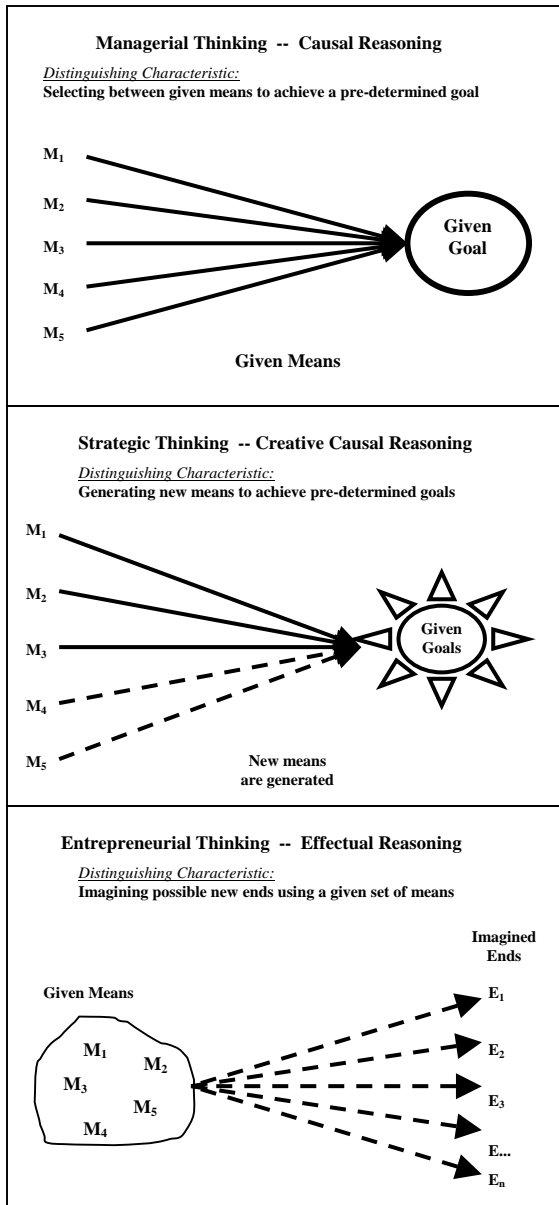 Managerial Thinking -- Causal Reasoning
Distinguishing Characteristic:
Selecting between given means to achieve a pre-determined goal
M₁
M₂
M₃
M₄
M₅
Given
Goal
Given Means
Strategic Thinking -- Creative Causal Reasoning
Distinguishing Characteristic:
Generating new means to achieve pre-determined goals
M₁
M₂
M₃
M₄
M₅
Given
Goals
New means
are generated
Entrepreneurial Thinking -- Effectual Reasoning
Distinguishing Characteristic:
Imagining possible new ends using a given set of means
Imagined
Ends
Given Means
M₁
M₂
M₃
M₅
M₄
E₁
E₂
E₃
E...
Eₙ